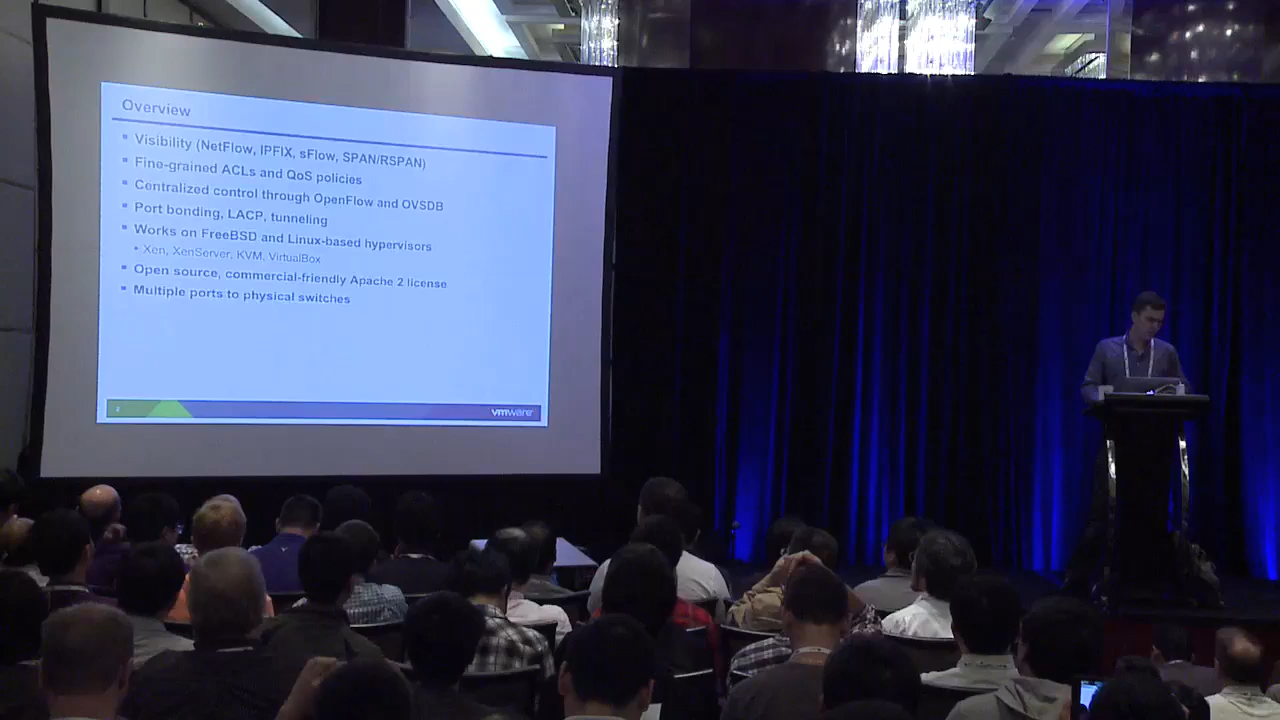 Overview
Visibility (NetFlow, IPFIX, sFlow, SPAN/RSPAN)
Fine-grained ACLs and QoS policies
Centralized control through OpenFlow and OVSDB
Port bonding, LACP, tunneling
Works on FreeBSD and Linux-based hypervisors
Xen, XenServer, KVM, VirtualBox
Open source, commercial-friendly Apache 2 license
Multiple ports to physical switches
2
vmware